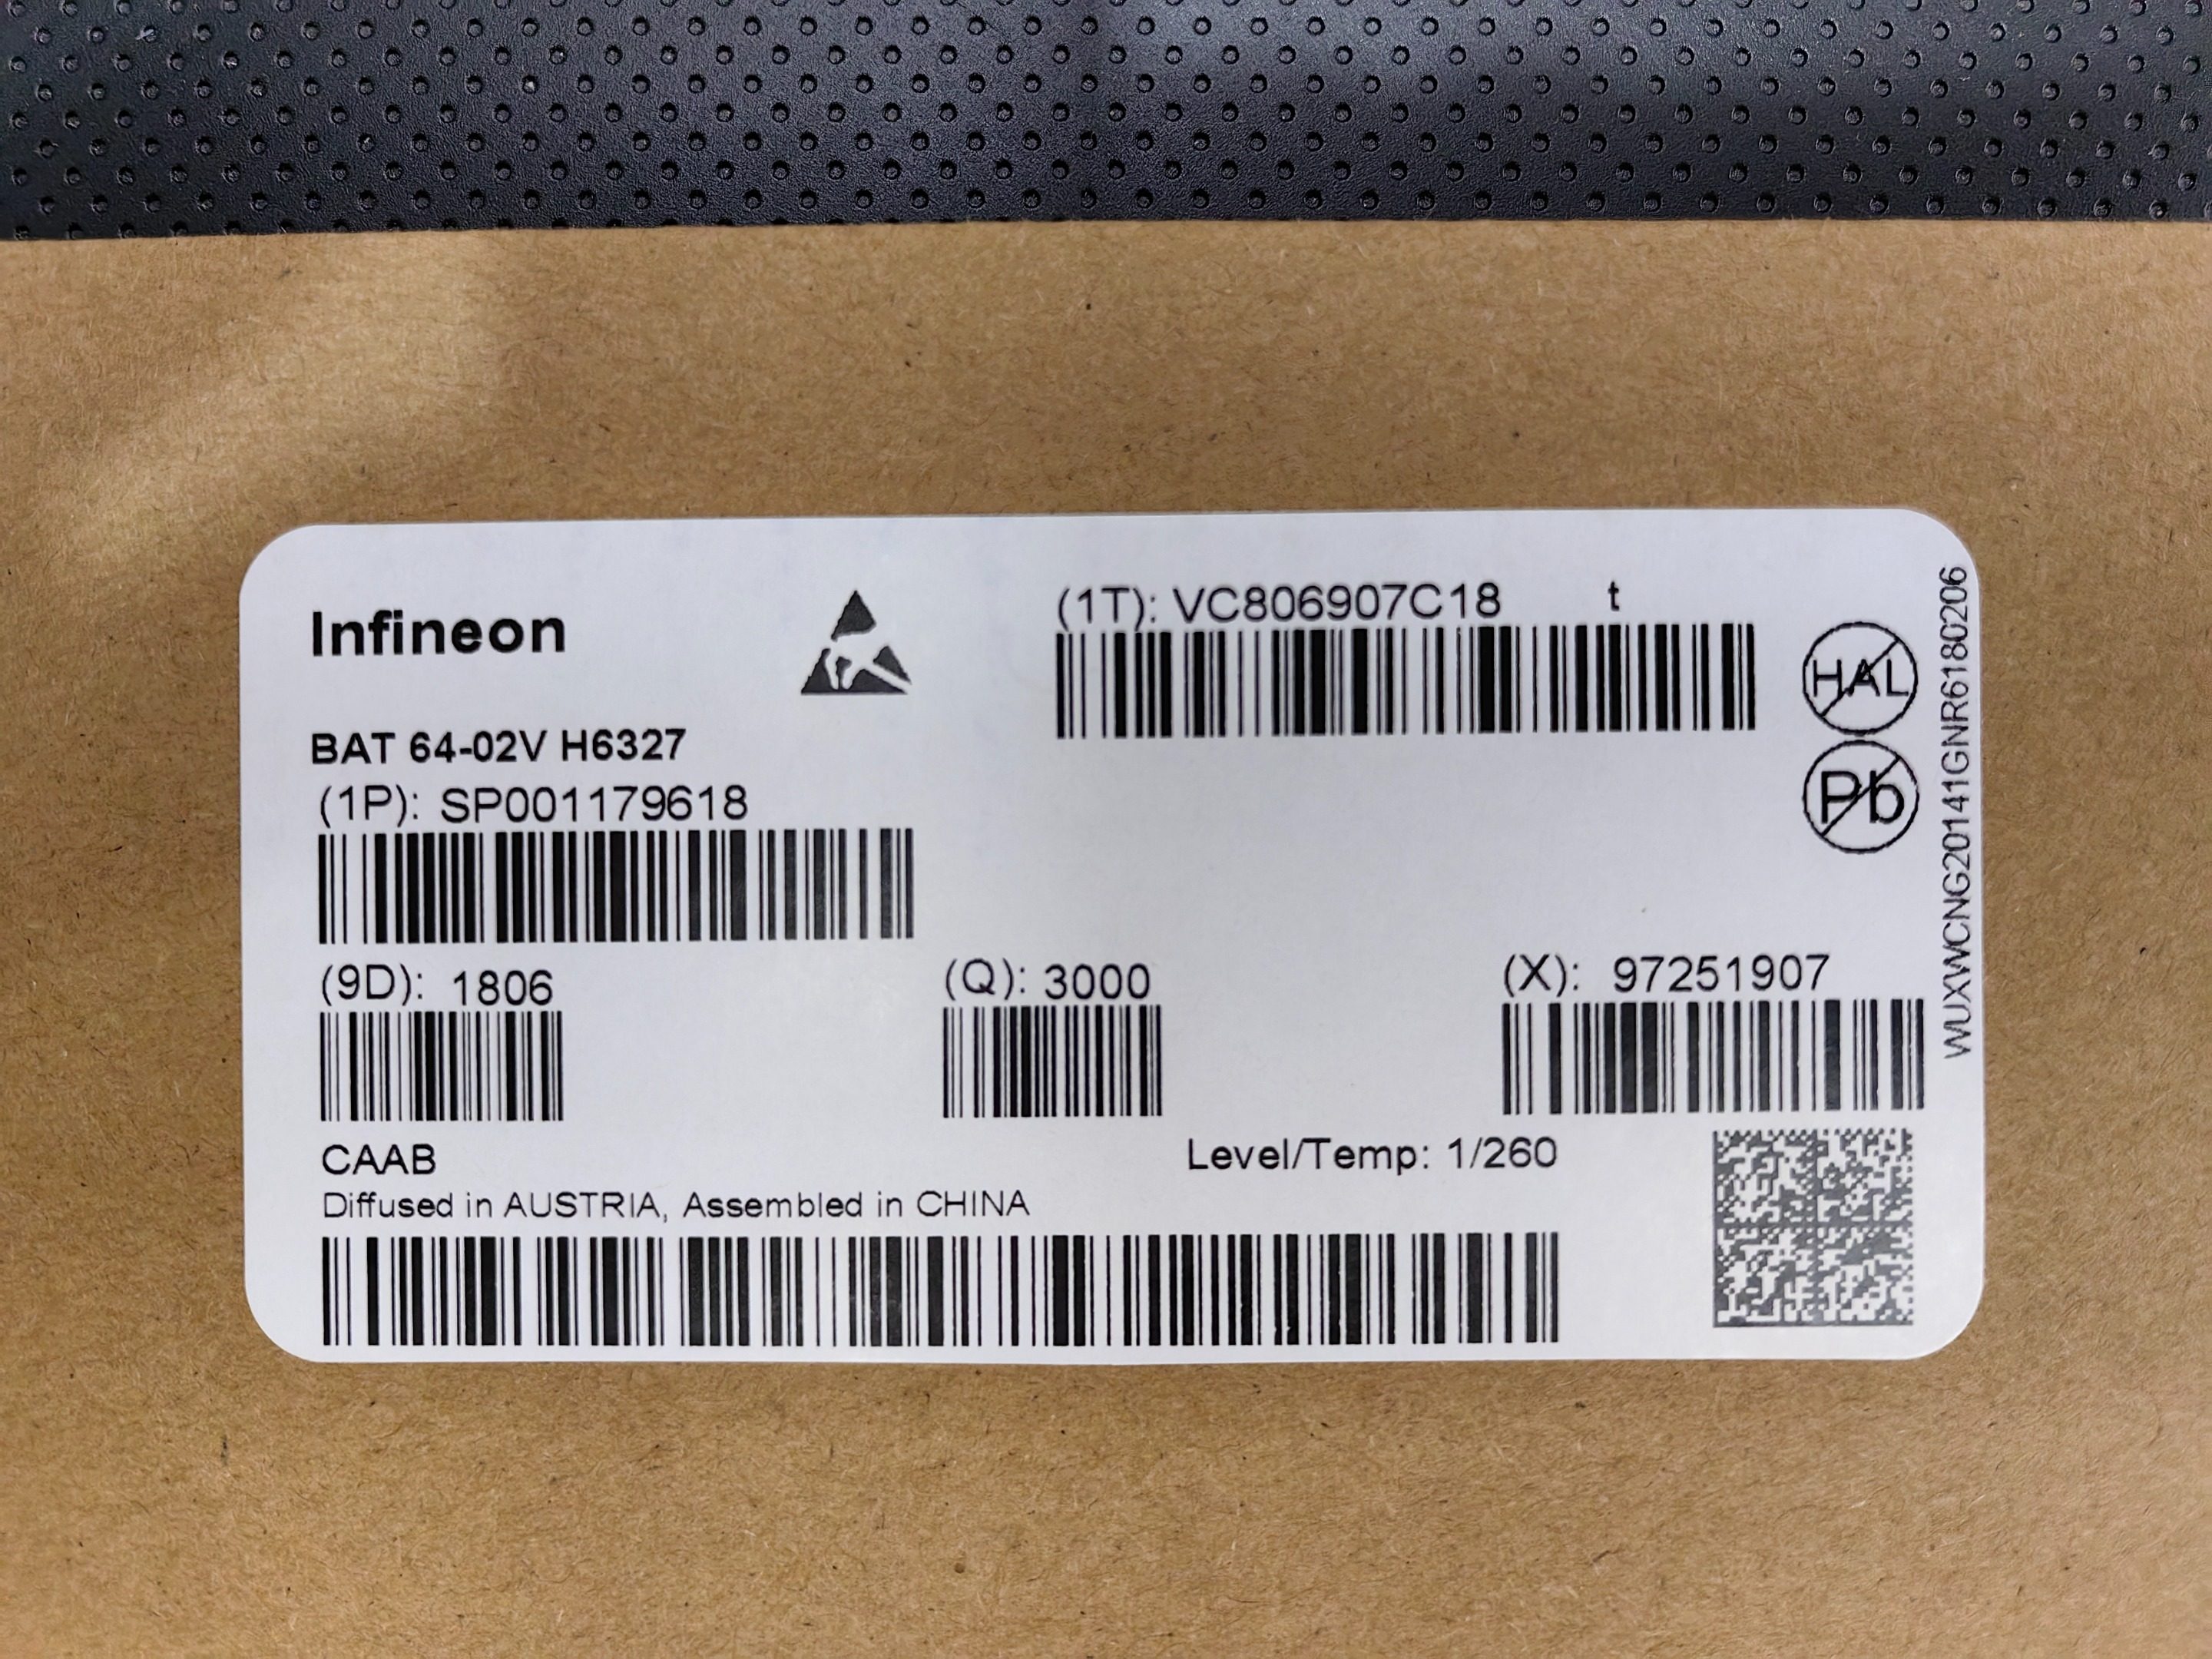 Infineon
(1T): VC806907C18 t
HAL
BAT 64-02V H6327
(1P): SP001179618
Pb
(9D): 1806
(Q): 3000
(X): 97251907
CAAB
Level/Temp: 1/260
Diffused in AUSTRIA, Assembled in CHINA
WUXWCNG20141GNR6180206